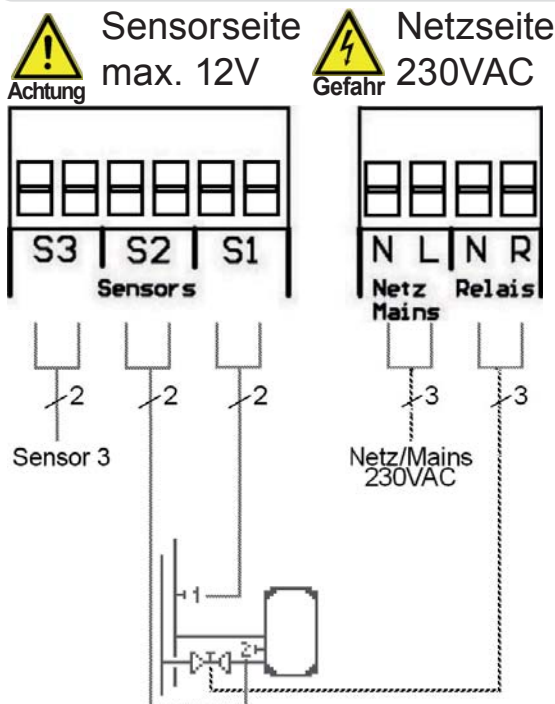 Sensorseite
max. 12V
Achtung
Netzseite
230VAC
Gefahr
S3 S2 S1
Sensors
N L N R
Netz Relais
Mains
2 2 2 3 3
Sensor 3
Netz/Mains
230VAC
1
2